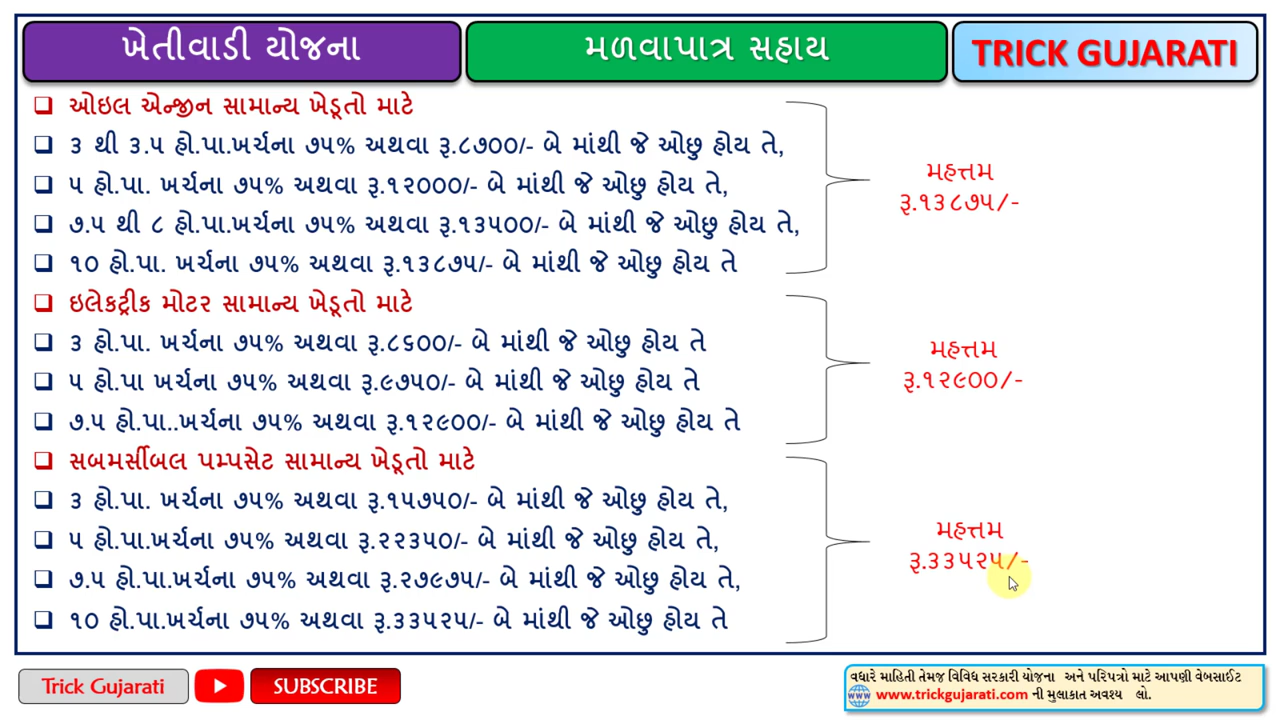 ખેતીવાડી યોજના
મળવાપાત્ર સહાય
TRICK GUJARATI
ઓઇલ એન્જીન સામાન્ય ખેડૂતો માટે
૩ થી ૩.૫ હો.પા.ખર્ચના ૭૫% અથવા રૂ.૮૭૦૦/- બે માંથી જે ઓછુ હોય તે,
૫ હો.પા. ખર્ચના ૭૫% અથવા રૂ.૧૨૦૦૦/- બે માંથી જે ઓછુ હોય તે,
૭.૫ થી ૮ હો.પા.ખર્ચના ૭૫% અથવા રૂ.૧૩૫૦૦/- બે માંથી જે ઓછુ હોય તે,
૧૦ હો.પા. ખર્ચના ૭૫% અથવા રૂ.૧૩૮૭૫/- બે માંથી જે ઓછુ હોય તે
મહત્તમ
રૂ.૧૩૮૭૫/-
ઇલેકટ્રીક મોટર સામાન્ય ખેડૂતો માટે
૩ હો.પા. ખર્ચના ૭૫% અથવા રૂ.૮૬૦૦/- બે માંથી જે ઓછુ હોય તે
૫ હો.પા ખર્ચના ૭૫% અથવા રૂ.૯૭૫૦/- બે માંથી જે ઓછુ હોય તે
૭.૫ હો.પા..ખર્ચના ૭૫% અથવા રૂ.૧૨૯૦૦/- બે માંથી જે ઓછુ હોય તે
મહત્તમ
રૂ.૧૨૯૦૦/-
સબમર્સીબલ પમ્પસેટ સામાન્ય ખેડૂતો માટે
૩ હો.પા. ખર્ચના ૭૫% અથવા રૂ.૧૫૭૫૦/- બે માંથી જે ઓછુ હોય તે,
૫ હો.પા.ખર્ચના ૭૫% અથવા રૂ.૨૨૩૫૦/- બે માંથી જે ઓછુ હોય તે,
૭.૫ હો.પા.ખર્ચના ૭૫% અથવા રૂ.૨૭૯૭૫/- બે માંથી જે ઓછુ હોય તે,
૧૦ હો.પા.ખર્ચના ૭૫% અથવા રૂ.૩૩૫૨૫/- બે માંથી જે ઓછુ હોય તે
મહત્તમ
રૂ.૩૩૫૨૫/-
Trick Gujarati
SUBSCRIBE
વધારે માહિતી તેમજ વિવિધ સરકારી યોજના અને પરિપત્રો માટે આપણી વેબસાઈટ
www.trickgujarati.com ની મુલાકાત અવશ્ય લો.